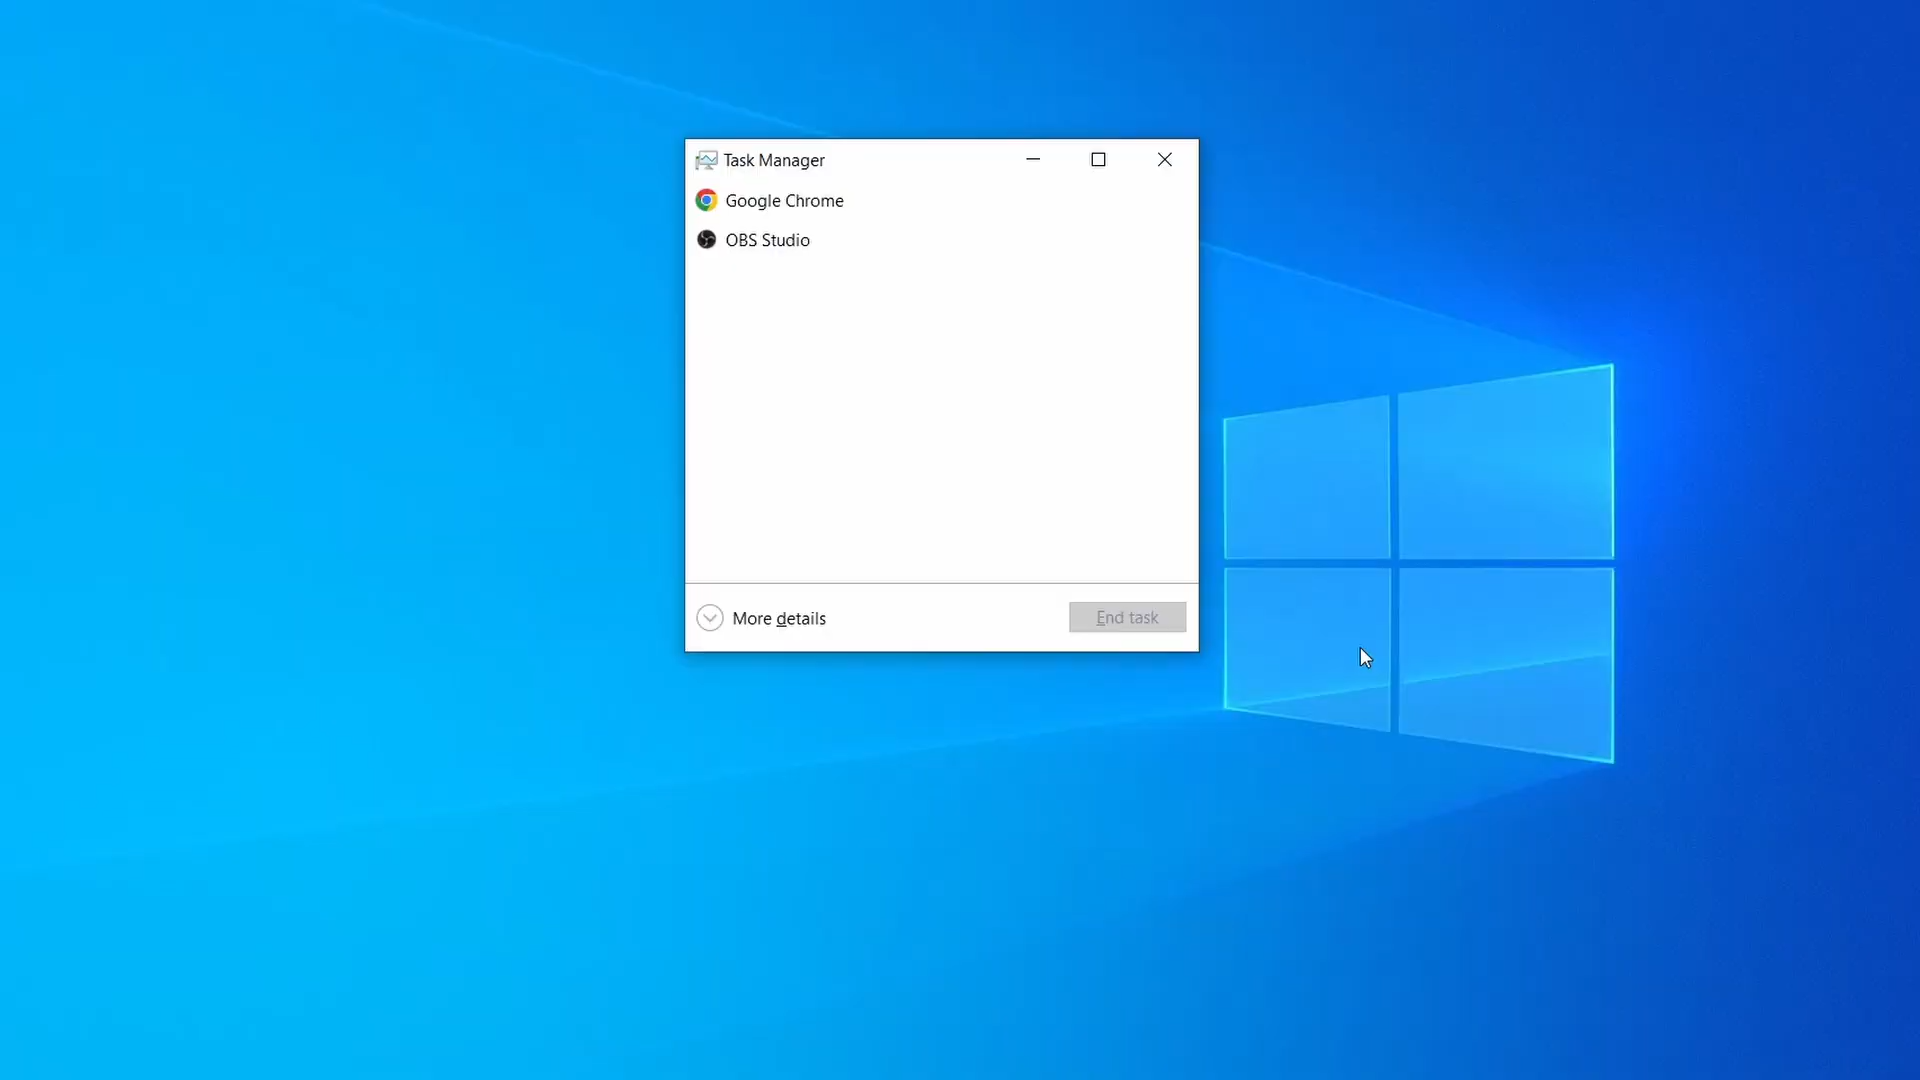 Task Manager
Google Chrome
OBS Studio
More details
End task